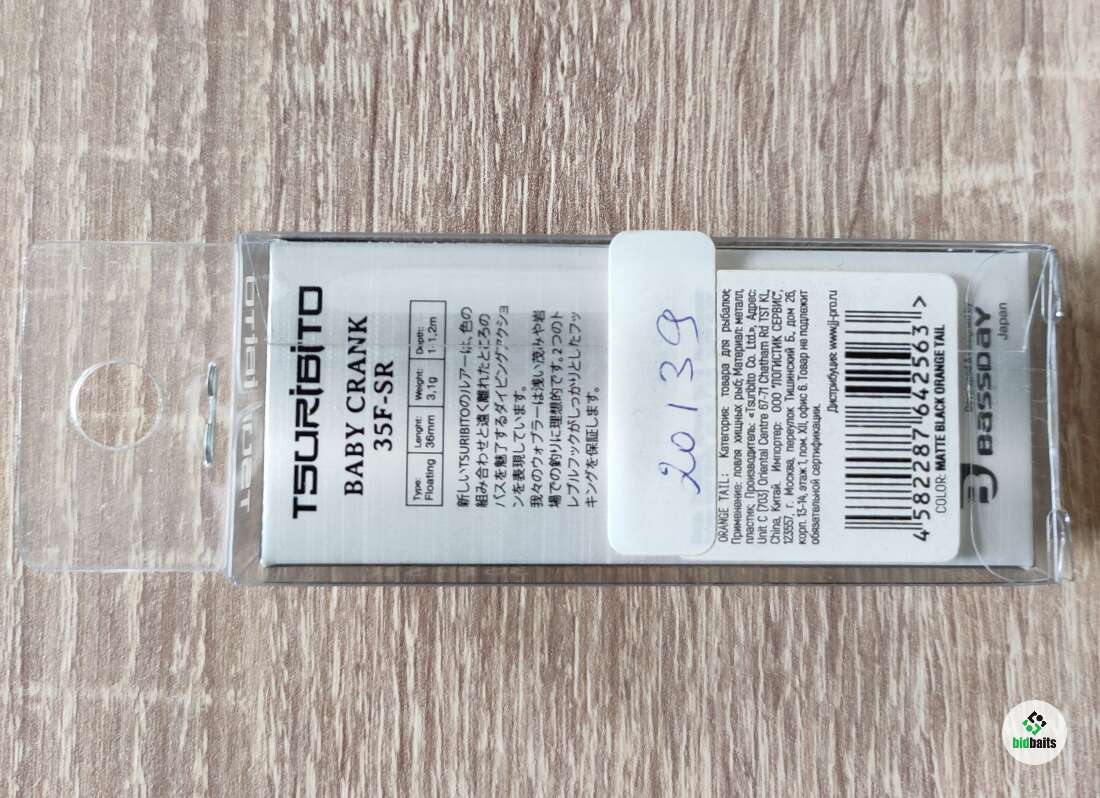 TSURIBITO
BABY CRANK
35F-SR
Type: Lenght: Weight: Depth:
Floating 36mm 3,1g 1-1,2m
新しいTSURIBITOのルアーは、色の
組み合わせと遠く離れたところの
バスを魅了するダイビングアクショ
ンを表現しています。
我々のウォブラーは浅い茂みや岩
場での釣りに理想的です。2つのト
レブルフックがしっかりとしたフッ
キングを保証します。
20139
ORANGE TAIL; Категория: товара для рыбалки;
Применение: ловля хищных рыб; Материал: металл,
пластик; Производитель: «Tsuribito Co. Ltd.», Адрес:
Unit C (703) Oriental Centre 67-71 Chatham Rd TST KL,
China, Китай. Импортер: ООО "ЛОГИСТИК СЕРВИС",
123557, г. Москва, переулок Тишинский Б., дом 26,
корп. 13-14, этаж 1, пом. XII, офис 6. Товар не подлежит
обязательной сертификации.
Дистрибуция: www.jj-pro.ru
4 582287 642563 >
COLOR: MATTE BLACK ORANGE TAIL
BASSDAY
Japan
bidbaits